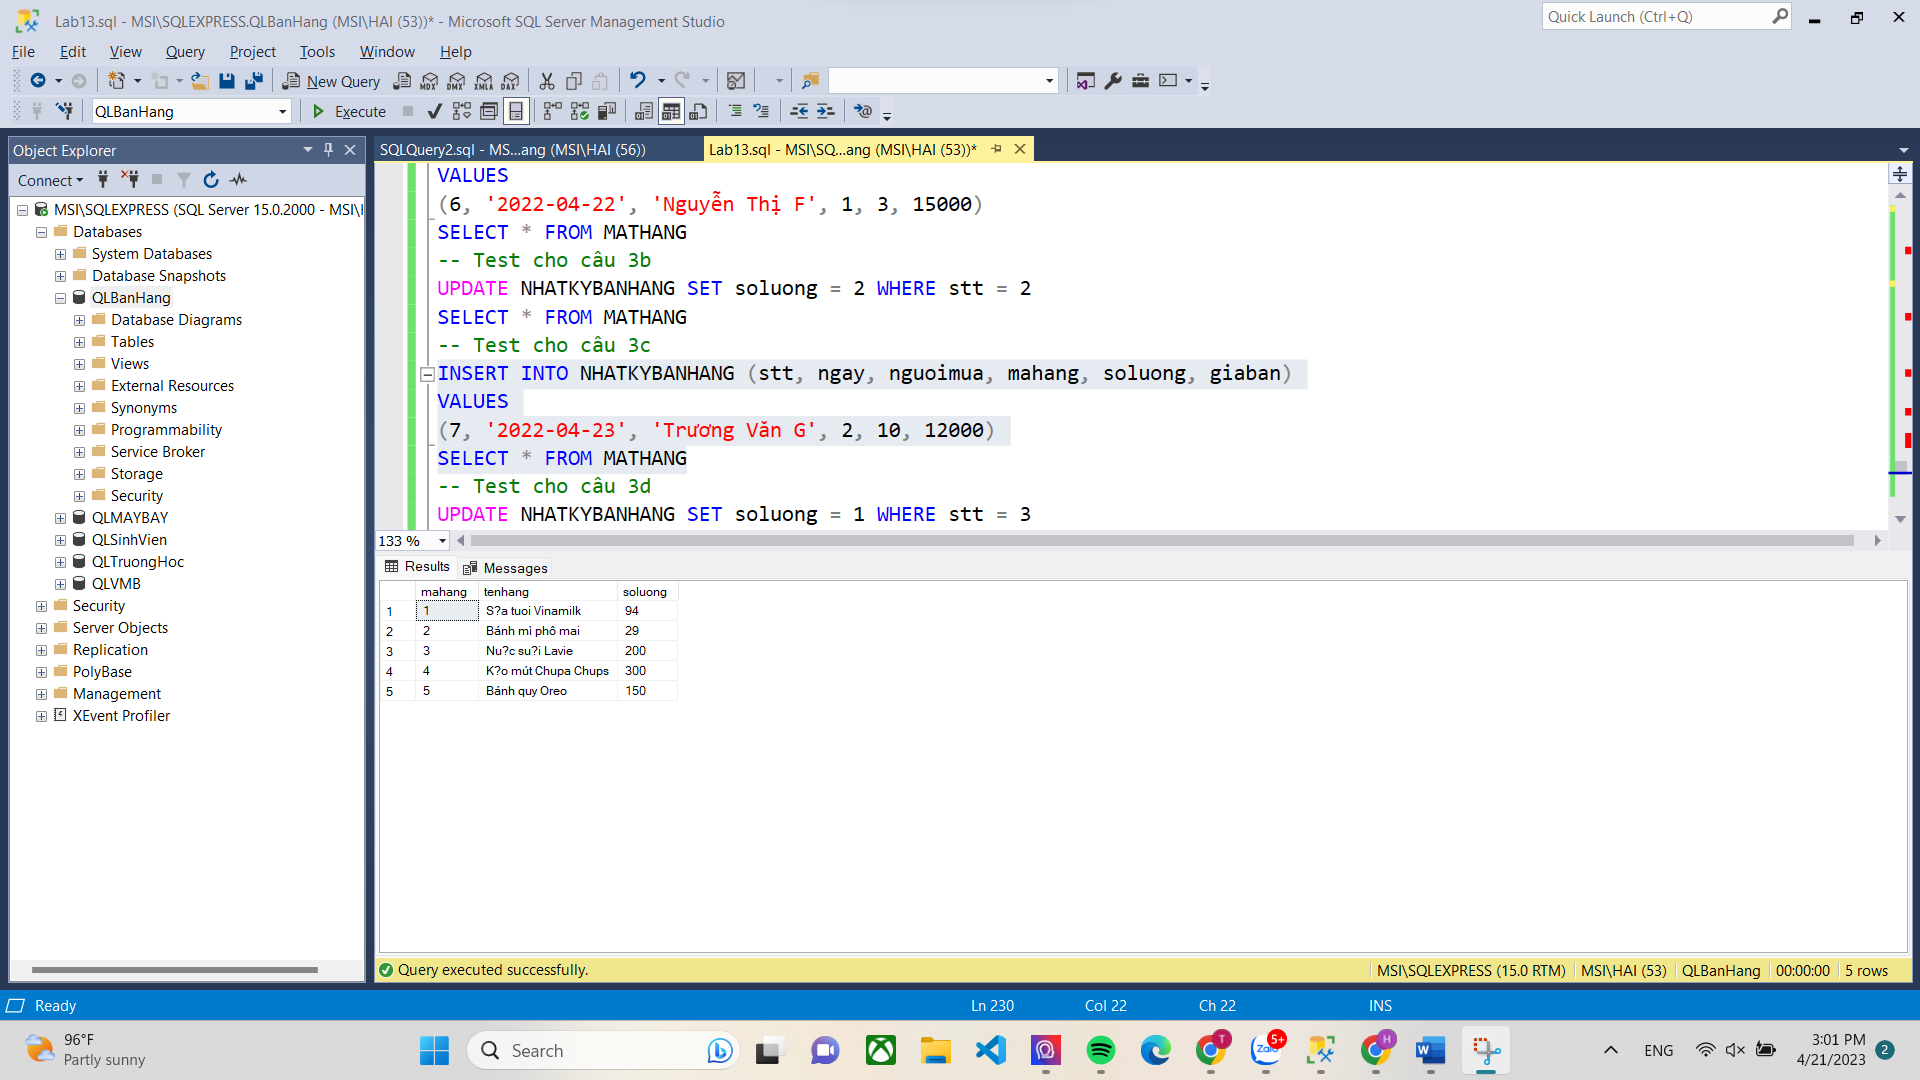 Lab13.sql - MSI\SQLEXPRESS.QLBanHang (MSI\HAI (53))* - Microsoft SQL Server Management Studio
Quick Launch (Ctrl+Q)
File Edit View Query Project Tools Window Help
New Query MDX DMX XMLA DAX
QLBanHang Execute
Object Explorer
Connect
MSI\SQLEXPRESS (SQL Server 15.0.2000 - MSI\
Databases
System Databases
Database Snapshots
QLBanHang
Database Diagrams
Tables
Views
External Resources
Synonyms
Programmability
Service Broker
Storage
Security
QLMAYBAY
QLSinhVien
QLTruongHoc
QLVMB
Security
Server Objects
Replication
PolyBase
Management
XEvent Profiler
SQLQuery2.sql - MS...ang (MSI\HAI (56))
Lab13.sql - MSI\SQ...ang (MSI\HAI (53))*
VALUES
(6, '2022-04-22', 'Nguyễn Thị F', 1, 3, 15000)
SELECT * FROM MATHANG
-- Test cho câu 3b
UPDATE NHATKYBANHANG SET soluong = 2 WHERE stt = 2
SELECT * FROM MATHANG
-- Test cho câu 3c
INSERT INTO NHATKYBANHANG (stt, ngay, nguoimua, mahang, soluong, giaban)
VALUES
(7, '2022-04-23', 'Trương Văn G', 2, 10, 12000)
SELECT * FROM MATHANG
-- Test cho câu 3d
UPDATE NHATKYBANHANG SET soluong = 1 WHERE stt = 3
133 %
Results Messages
mahang tenhang soluong
1 1 S?a tuoi Vinamilk 94
2 2 Bánh mì phô mai 29
3 3 Nu?c su?i Lavie 200
4 4 K?o mút Chupa Chups 300
5 5 Bánh quy Oreo 150
Query executed successfully. MSI\SQLEXPRESS (15.0 RTM) MSI\HAI (53) QLBanHang 00:00:00 5 rows
Ready Ln 230 Col 22 Ch 22 INS
96°F
Partly sunny
Search
T
Zalo
5+
H
ENG
3:01 PM
4/21/2023
2